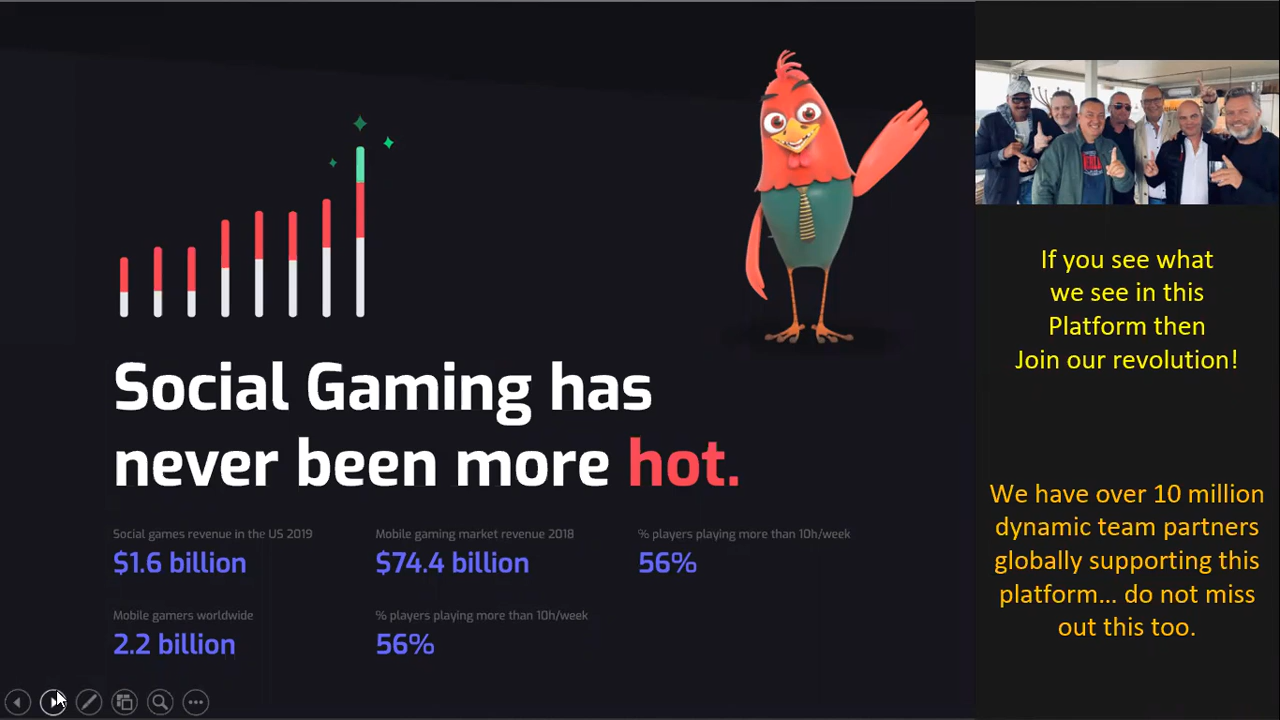 Social Gaming has
never been more hot.
Social games revenue in the US 2019
$1.6 billion
Mobile gaming market revenue 2018
$74.4 billion
% players playing more than 10h/week
56%
Mobile gamers worldwide
2.2 billion
% players playing more than 10h/week
56%
If you see what
we see in this
Platform then
Join our revolution!
We have over 10 million
dynamic team partners
globally supporting this
platform... do not miss
out this too.